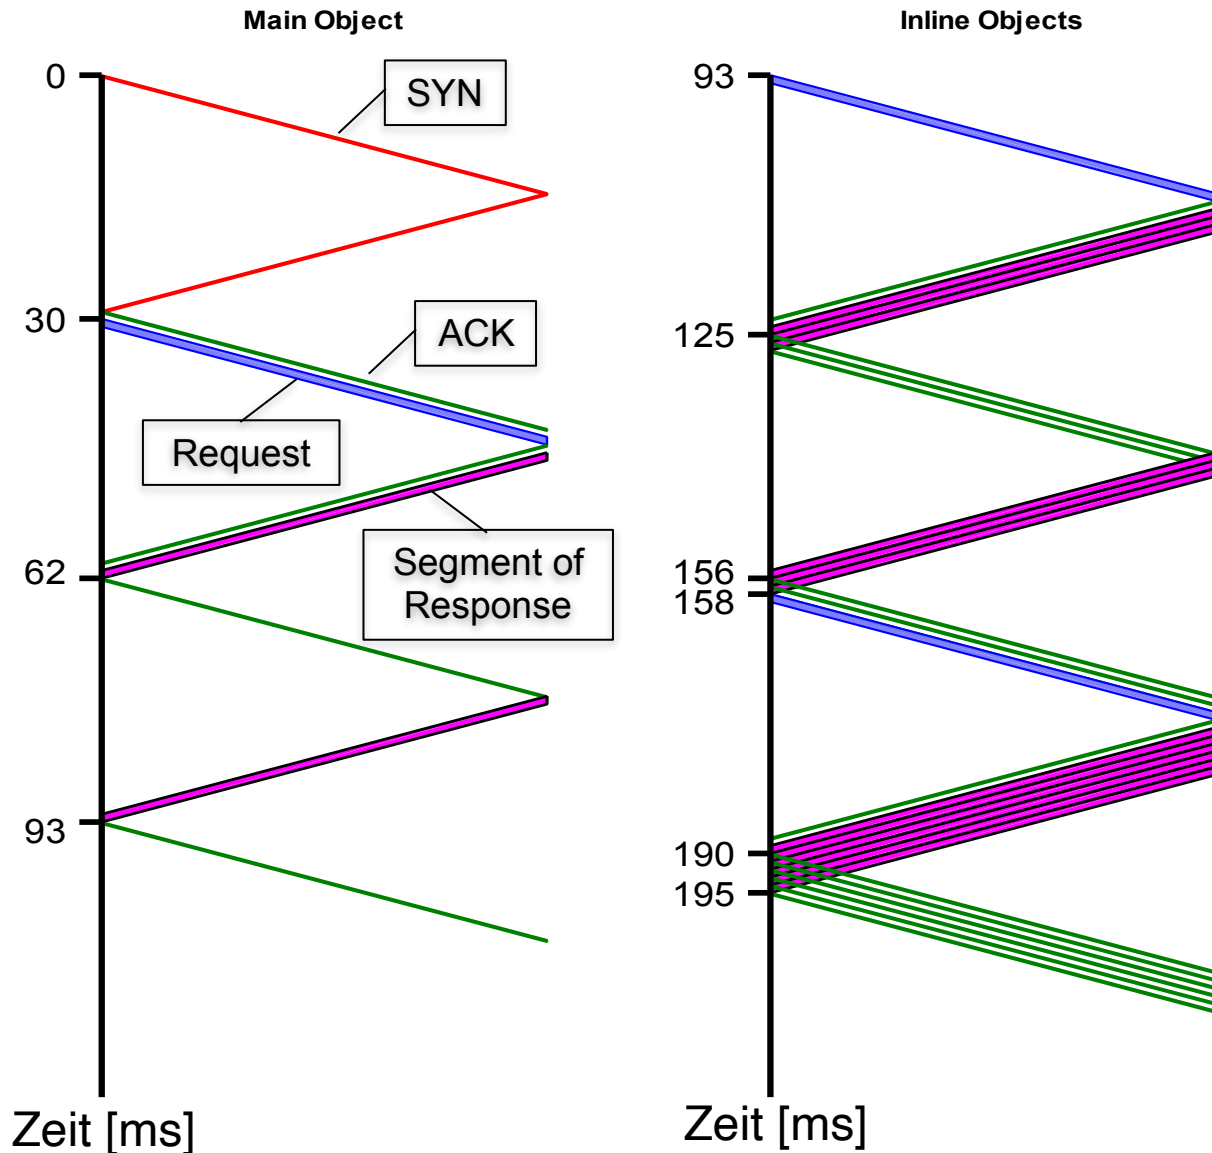 Main Object
0
SYN
30
ACK
Request
62
Segment of
Response
93
Zeit [ms]
Inline Objects
93
125
156
158
190
195
Zeit [ms]